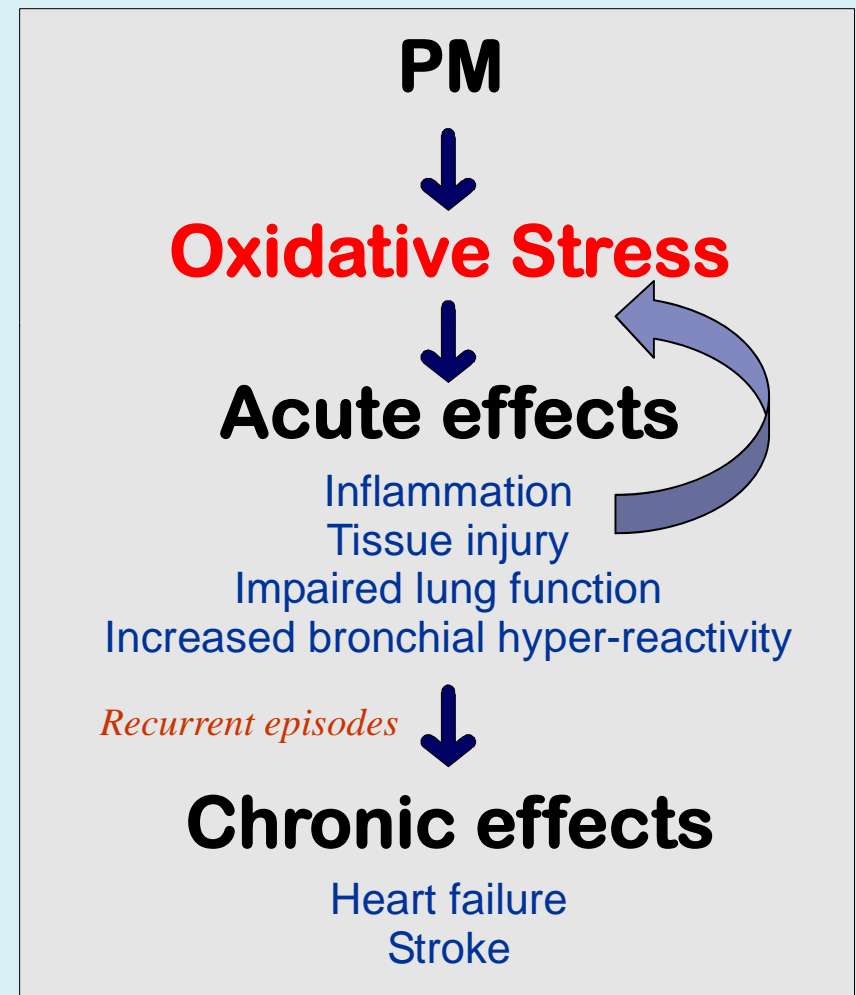 PM
Oxidative Stress
Acute effects
Inflammation
Tissue injury
Impaired lung function
Increased bronchial hyper-reactivity
Recurrent episodes
Chronic effects
Heart failure
Stroke